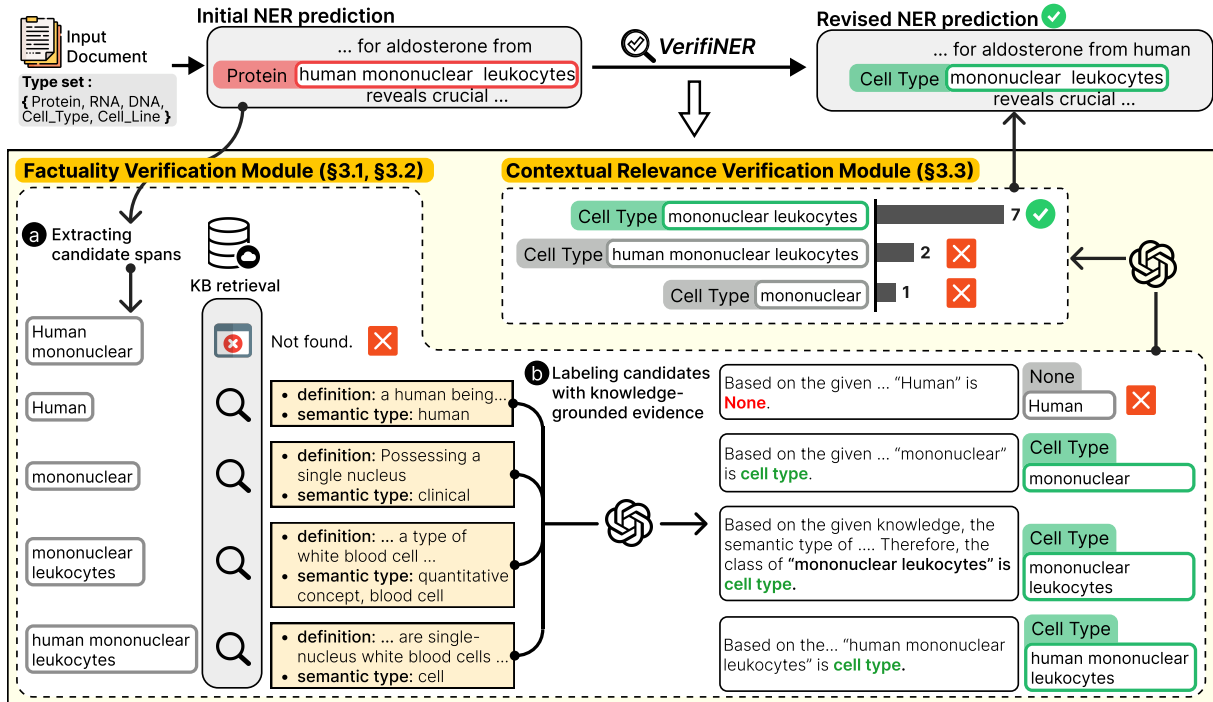 Input
Document
Type set :
{ Protein, RNA, DNA,
Cell_Type, Cell_Line }
Initial NER prediction
... for aldosterone from
Protein human mononuclear leukocytes
reveals crucial ...
VerifiNER
Revised NER prediction
... for aldosterone from human
Cell Type mononuclear leukocytes
reveals crucial ...
Factuality Verification Module (§3.1, §3.2)
a Extracting
candidate spans
KB retrieval
Human
mononuclear
Not found.
Human
• definition: a human being...
• semantic type: human
mononuclear
• definition: Possessing a
single nucleus
• semantic type: clinical
mononuclear
leukocytes
• definition: ... a type of
white blood cell ...
• semantic type: quantitative
concept, blood cell
human mononuclear
leukocytes
• definition: ... are single-
nucleus white blood cells ...
• semantic type: cell
Contextual Relevance Verification Module (§3.3)
Cell Type mononuclear leukocytes 7
Cell Type human mononuclear leukocytes 2
Cell Type mononuclear 1
b Labeling candidates
with knowledge-
grounded evidence
Based on the given ... “Human” is
None.
None
Human
Based on the given ... “mononuclear”
is cell type.
Cell Type
mononuclear
Based on the given knowledge, the
semantic type of .... Therefore, the
class of “mononuclear leukocytes” is
cell type.
Cell Type
mononuclear
leukocytes
Based on the... “human mononuclear
leukocytes” is cell type.
Cell Type
human mononuclear
leukocytes